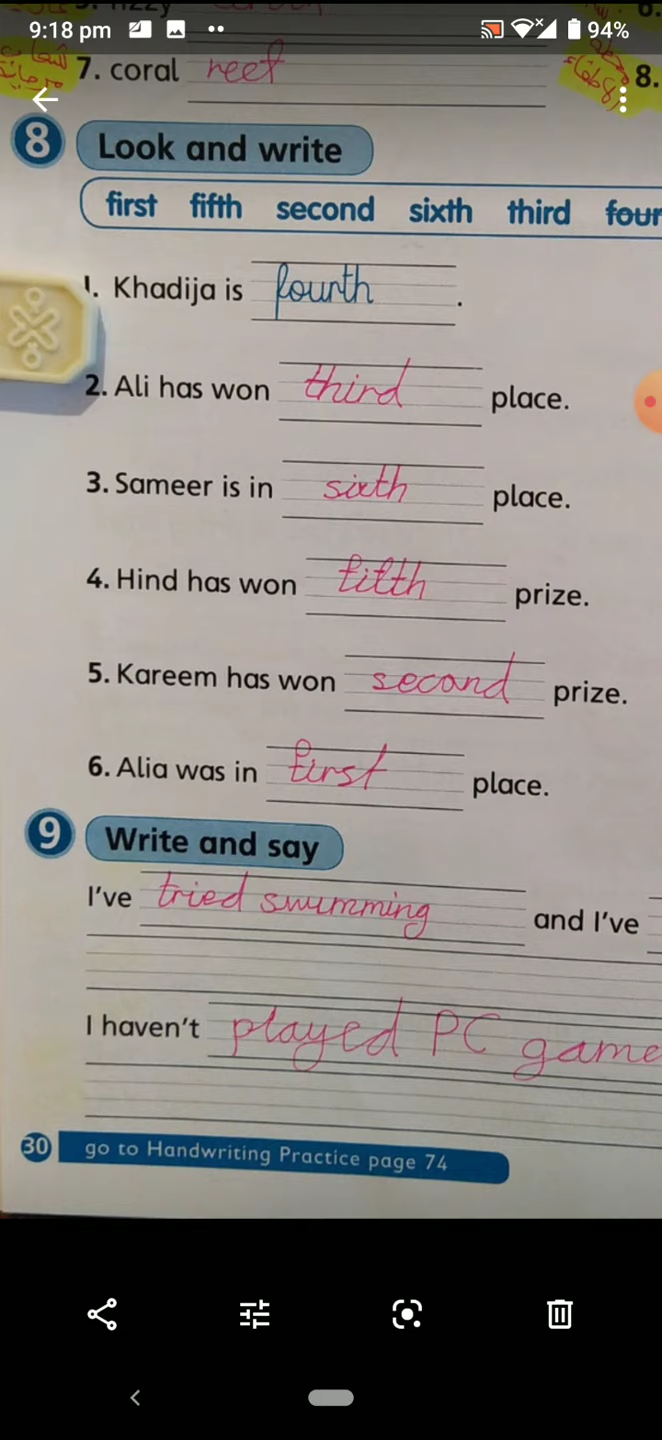 9:18 pm 94%
7. coral reef
8.
8 Look and write
first fifth second sixth third four
1. Khadija is fourth.
2. Ali has won third place.
3. Sameer is in sixth place.
4. Hind has won fifth prize.
5. Kareem has won second prize.
6. Alia was in first place.
9 Write and say
I've tried swimming and I've
I haven't played PC game
30 go to Handwriting Practice page 74